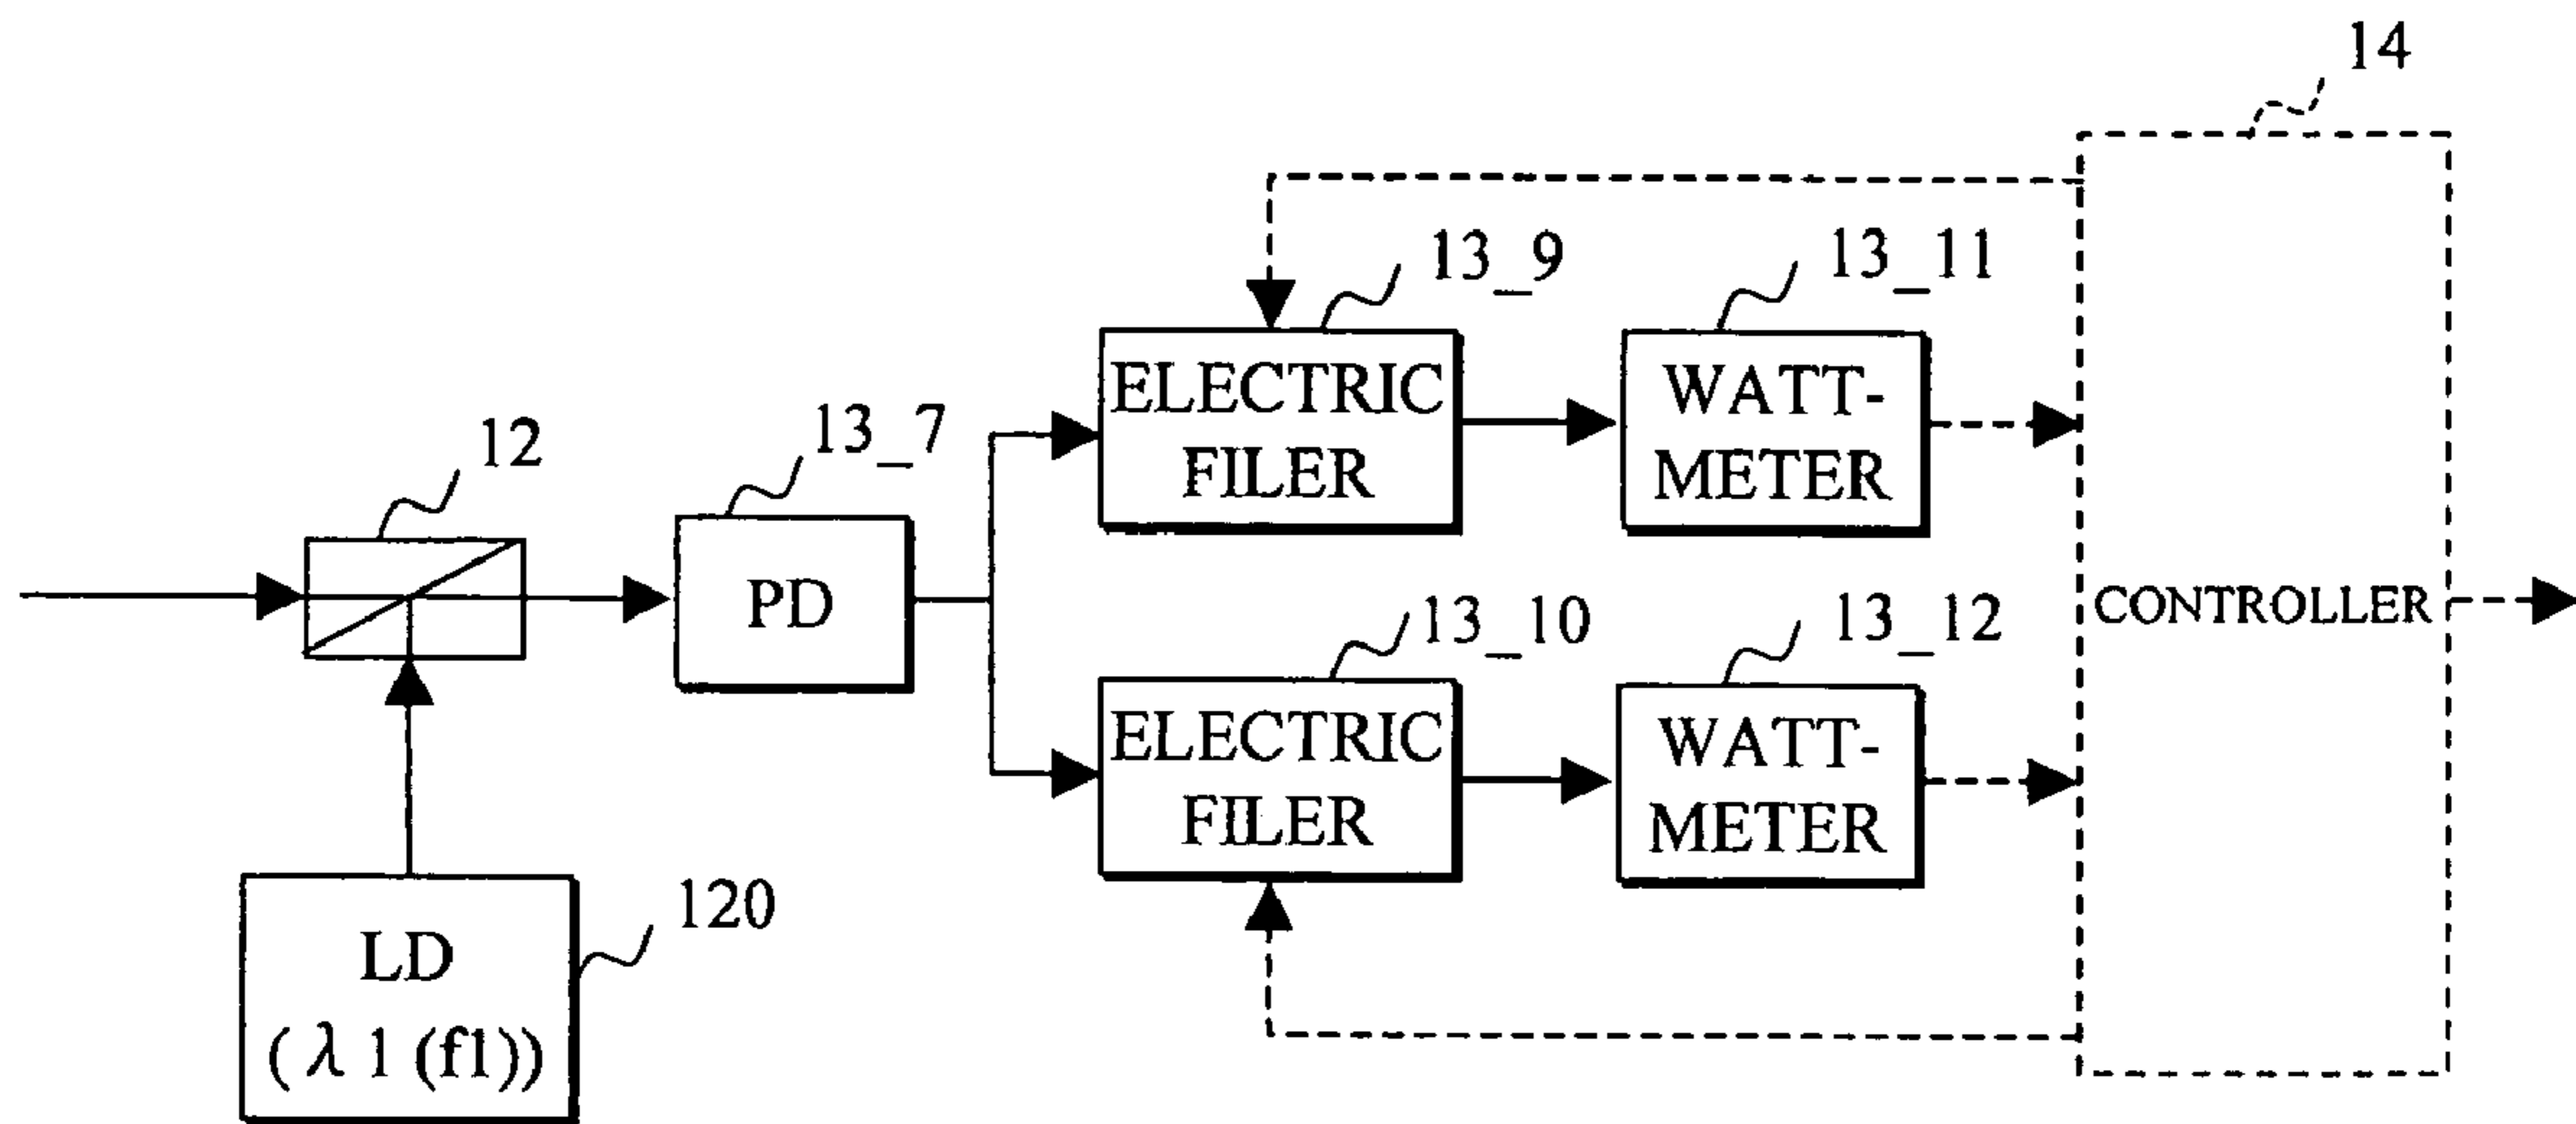 14
13_9
13_11
ELECTRIC
FILER
WATT-
METER
12
13_7
PD
CONTROLLER
13_10
13_12
ELECTRIC
FILER
WATT-
METER
120
LD
(λ1(f1))